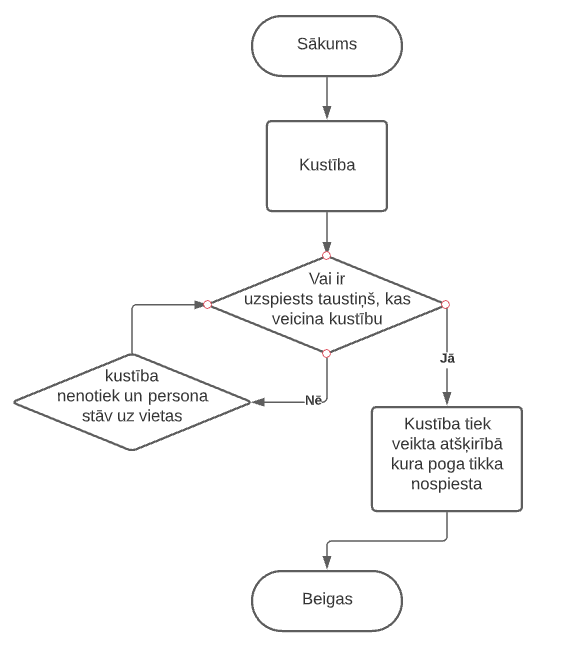 Sākums
Kustība
Vai ir
uzspiests taustiņš, kas
veicina kustību
Jā
kustība
nenotiek un persona
stāv uz vietas
Nē
Kustība tiek
veikta atšķirībā
kura poga tikka
nospiesta
Beigas